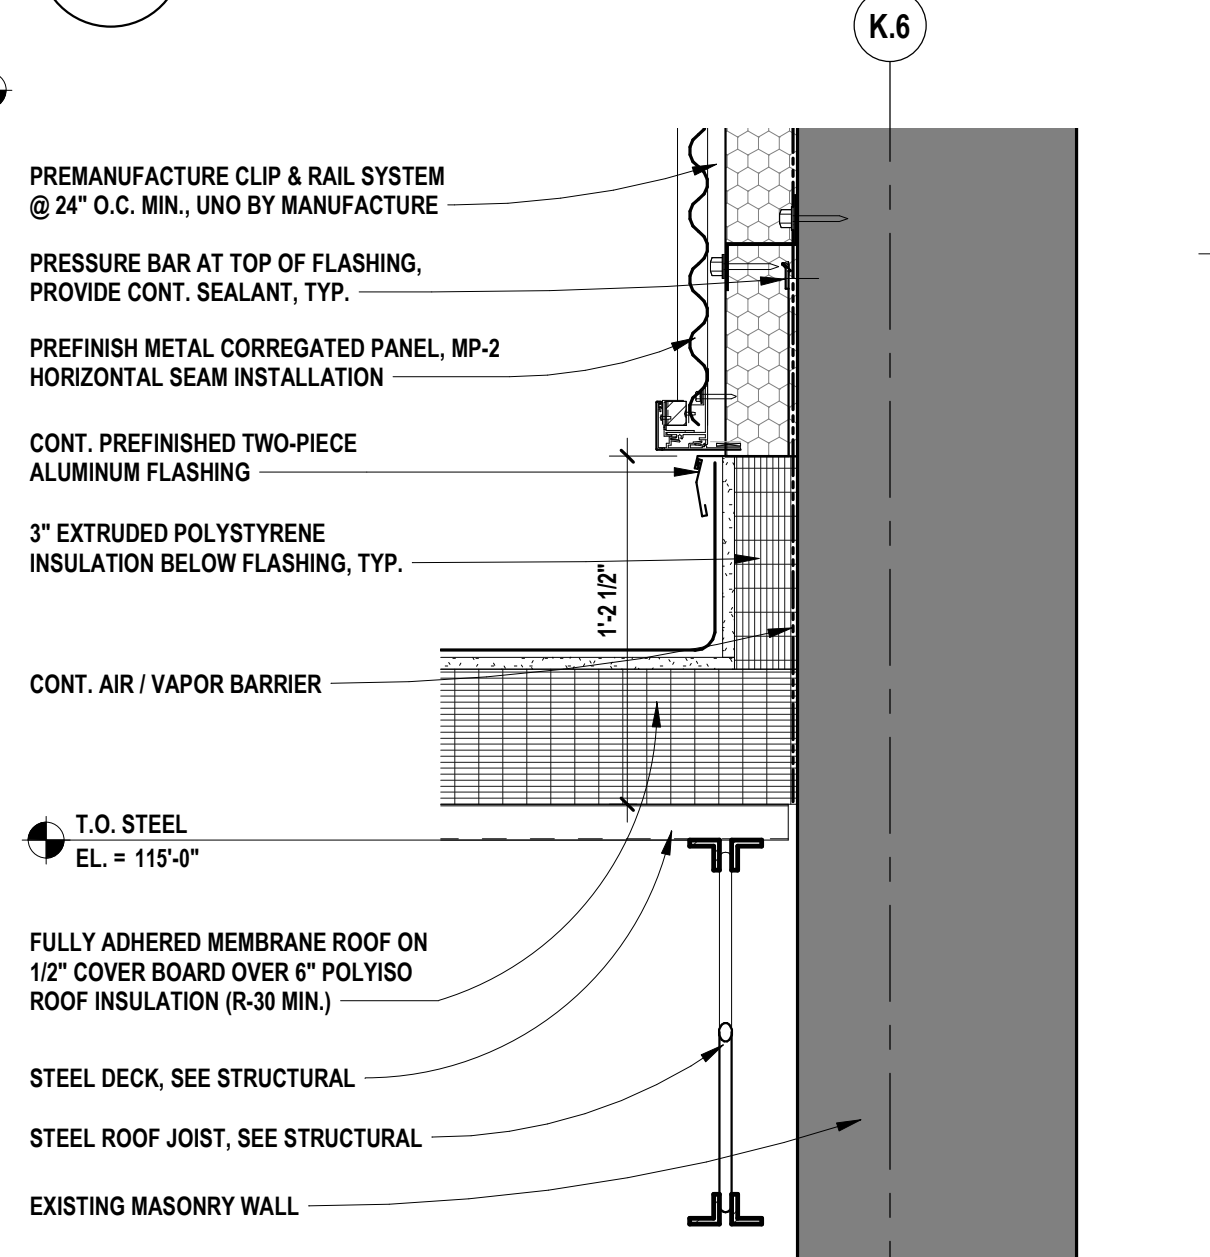 K.6
PREMANUFACTURE CLIP & RAIL SYSTEM
@ 24" O.C. MIN., UNO BY MANUFACTURE
PRESSURE BAR AT TOP OF FLASHING,
PROVIDE CONT. SEALANT, TYP.
PREFINISH METAL CORREGATED PANEL, MP-2
HORIZONTAL SEAM INSTALLATION
CONT. PREFINISHED TWO-PIECE
ALUMINUM FLASHING
3" EXTRUDED POLYSTYRENE
INSULATION BELOW FLASHING, TYP.
1'-2 1/2"
CONT. AIR / VAPOR BARRIER
T.O. STEEL
EL. = 115'-0"
FULLY ADHERED MEMBRANE ROOF ON
1/2" COVER BOARD OVER 6" POLYISO
ROOF INSULATION (R-30 MIN.)
STEEL DECK, SEE STRUCTURAL
STEEL ROOF JOIST, SEE STRUCTURAL
EXISTING MASONRY WALL